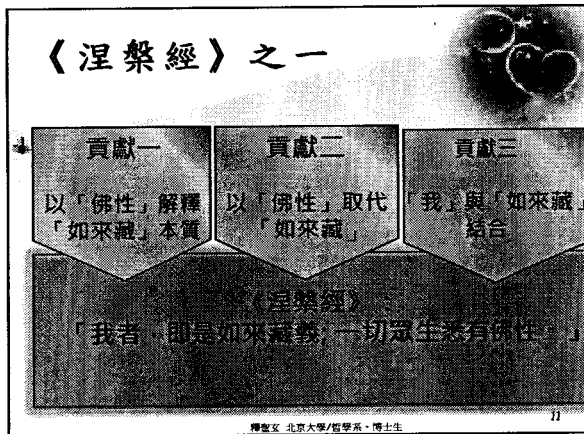 《涅槃經》之一
貢獻一
以「佛性」解釋
「如來藏」本質
貢獻二
以「佛性」取代
「如來藏」
貢獻三
「我」與「如來藏」
結合
《涅槃經》
「我者,即是如來藏義;一切眾生悉有佛性。」
釋聖玄 北京大學/哲學系・博士生
11